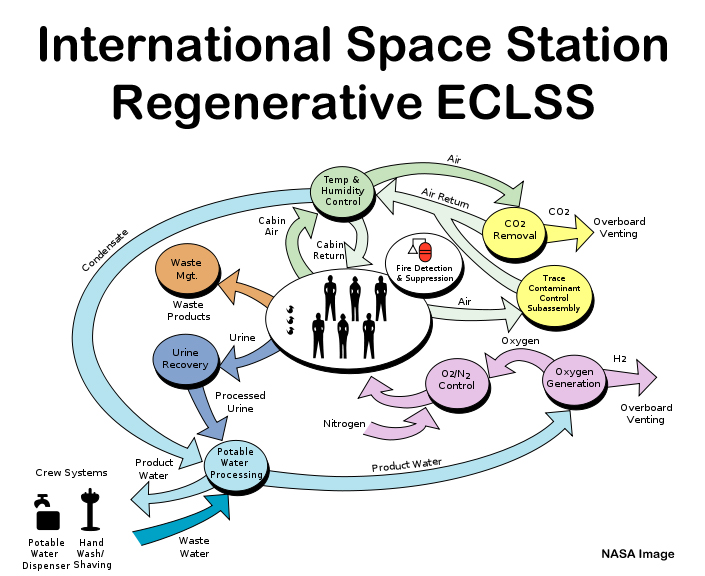 International Space Station
Regenerative ECLSS
Air
Temp &
Humidity
Control
Air Return
CO2
Removal
CO2
Overboard
Venting
Cabin
Air
Cabin
Return
Condensate
Fire Detection
& Suppression
Waste
Mgt.
Waste
Products
Trace
Contaminant
Control
Subassembly
Air
Urine
Urine
Recovery
Processed
Urine
Oxygen
O2/N2
Control
Oxygen
Generation
H2
Overboard
Venting
Nitrogen
Potable
Water
Processing
Product Water
Product
Water
Crew Systems
Waste
Water
Potable
Water
Dispenser
Hand
Wash/
Shaving
NASA Image